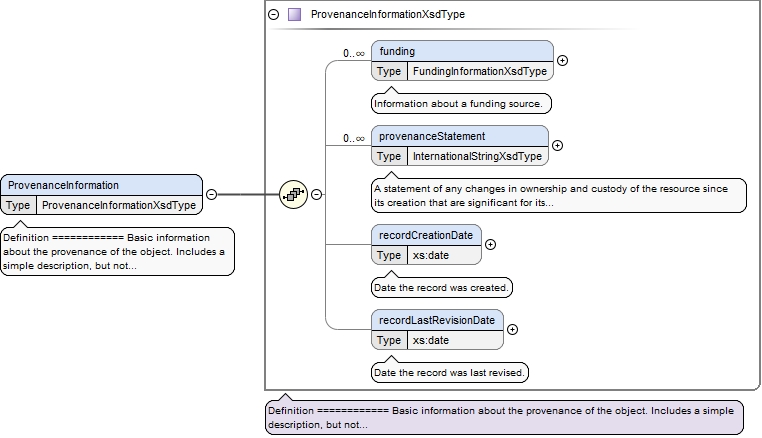 ProvenanceInformationXsdType
0..∞
funding
Type FundingInformationXsdType
Information about a funding source.
0..∞
provenanceStatement
Type InternationalStringXsdType
A statement of any changes in ownership and custody of the resource since
its creation that are significant for its...
ProvenanceInformation
Type ProvenanceInformationXsdType
Definition ============ Basic information
about the provenance of the object. Includes a
simple description, but not...
recordCreationDate
Type xs:date
Date the record was created.
recordLastRevisionDate
Type xs:date
Date the record was last revised.
Definition ============ Basic information about the provenance of the object. Includes a simple
description, but not...